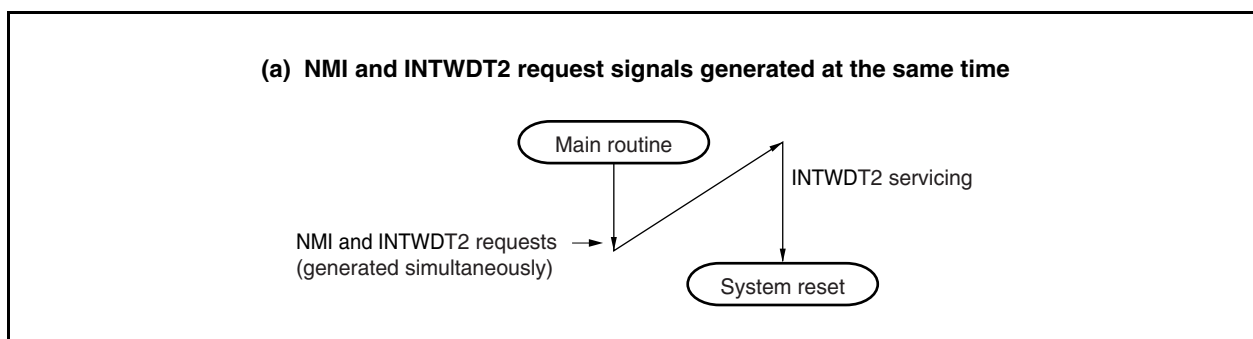 (a) NMI and INTWDT2 request signals generated at the same time
Main routine
INTWDT2 servicing
NMI and INTWDT2 requests
(generated simultaneously)
System reset